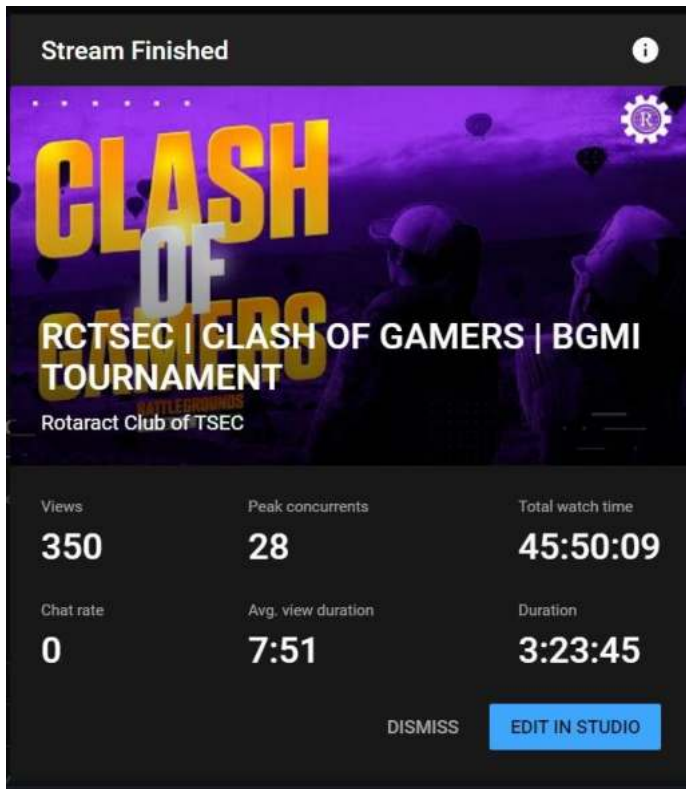 Stream Finished
CLASH
OF
GAMERS
BATTLEGROUNDS
R
RCTSEC | CLASH OF GAMERS | BGMI
TOURNAMENT
Rotaract Club of TSEC
Views
Peak concurrents
Total watch time
350
28
45:50:09
Chat rate
Avg. view duration
Duration
0
7:51
3:23:45
DISMISS
EDIT IN STUDIO